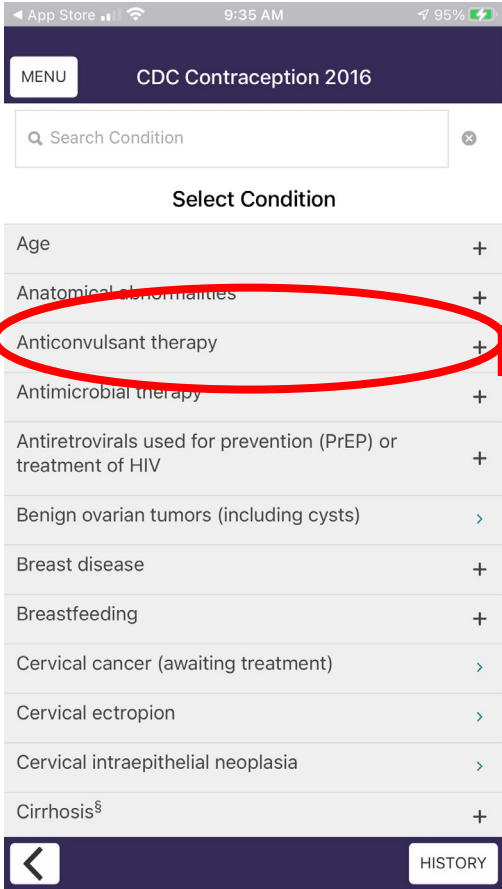 App Store 9:35 AM 95%
MENU CDC Contraception 2016
Search Condition
Select Condition
Age +
Anatomical abnormalities +
Anticonvulsant therapy +
Antimicrobial therapy +
Antiretrovirals used for prevention (PrEP) or
treatment of HIV +
Benign ovarian tumors (including cysts) >
Breast disease +
Breastfeeding +
Cervical cancer (awaiting treatment) >
Cervical ectropion >
Cervical intraepithelial neoplasia >
Cirrhosis§ +
HISTORY